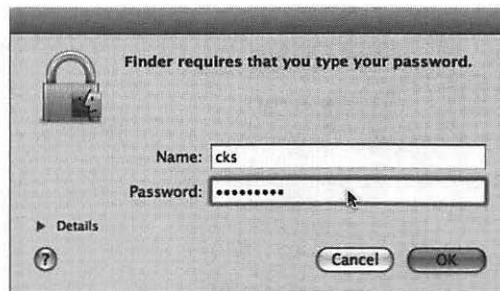 Finder requires that you type your password.
Name: cks
Password: •••••••••
Details
?
Cancel OK